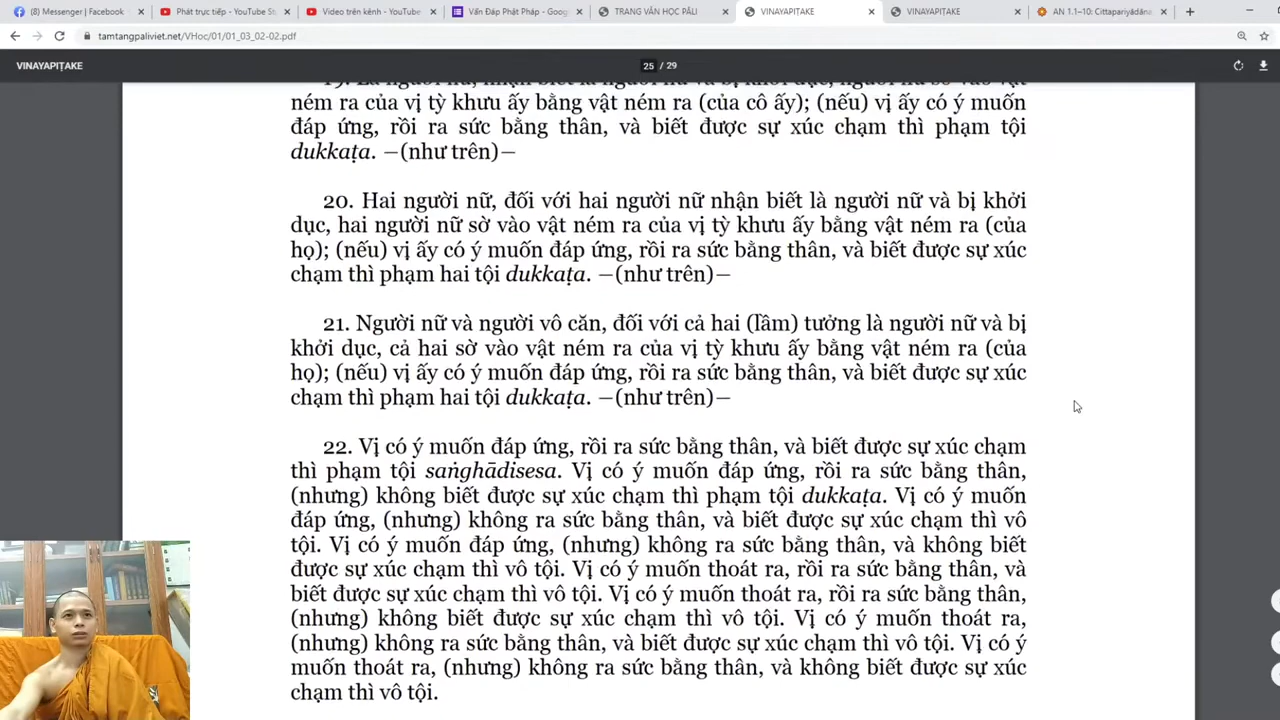 (8) Messenger | Facebook
Phát trực tiếp - YouTube St
Video trên kênh - YouTube
Vấn Đáp Phật Pháp - Goog
TRANG VĂN HỌC PĀLI
VINAYAPIṬAKE
VINAYAPIṬAKE
AN 1.1–10: Cittapariyādāna
tamtangpaliviet.net/VHoc/01/01_03_02-02.pdf
VINAYAPIṬAKE
25 / 29
ném ra của vị tỳ khưu ấy bằng vật ném ra (của cô ấy); (nếu) vị ấy có ý muốn
đáp ứng, rồi ra sức bằng thân, và biết được sự xúc chạm thì phạm tội
dukkaṭa. —(như trên)—
20. Hai người nữ, đối với hai người nữ nhận biết là người nữ và bị khởi
dục, hai người nữ sờ vào vật ném ra của vị tỳ khưu ấy bằng vật ném ra (của
họ); (nếu) vị ấy có ý muốn đáp ứng, rồi ra sức bằng thân, và biết được sự xúc
chạm thì phạm hai tội dukkaṭa. —(như trên)—
21. Người nữ và người vô căn, đối với cả hai (lầm) tưởng là người nữ và bị
khởi dục, cả hai sờ vào vật ném ra của vị tỳ khưu ấy bằng vật ném ra (của
họ); (nếu) vị ấy có ý muốn đáp ứng, rồi ra sức bằng thân, và biết được sự xúc
chạm thì phạm hai tội dukkaṭa. —(như trên)—
22. Vị có ý muốn đáp ứng, rồi ra sức bằng thân, và biết được sự xúc chạm
thì phạm tội saṅghādisesa. Vị có ý muốn đáp ứng, rồi ra sức bằng thân,
(nhưng) không biết được sự xúc chạm thì phạm tội dukkaṭa. Vị có ý muốn
đáp ứng, (nhưng) không ra sức bằng thân, và biết được sự xúc chạm thì vô
tội. Vị có ý muốn đáp ứng, (nhưng) không ra sức bằng thân, và không biết
được sự xúc chạm thì vô tội. Vị có ý muốn thoát ra, rồi ra sức bằng thân, và
biết được sự xúc chạm thì vô tội. Vị có ý muốn thoát ra, rồi ra sức bằng thân,
(nhưng) không biết được sự xúc chạm thì vô tội. Vị có ý muốn thoát ra,
(nhưng) không ra sức bằng thân, và biết được sự xúc chạm thì vô tội. Vị có ý
muốn thoát ra, (nhưng) không ra sức bằng thân, và không biết được sự xúc
chạm thì vô tội.